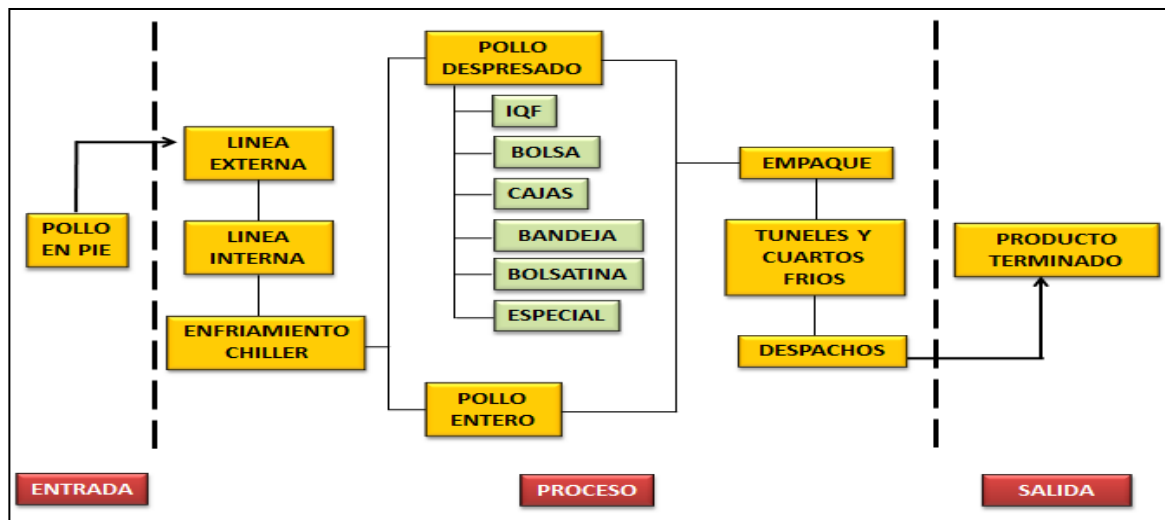 POLLO
EN PIE
LINEA
EXTERNA
LINEA
INTERNA
ENFRIAMIENTO
CHILLER
POLLO
DESPRESADO
IQF
BOLSA
CAJAS
BANDEJA
BOLSATINA
ESPECIAL
POLLO
ENTERO
EMPAQUE
TUNELES Y
CUARTOS
FRIOS
DESPACHOS
PRODUCTO
TERMINADO
ENTRADA
PROCESO
SALIDA